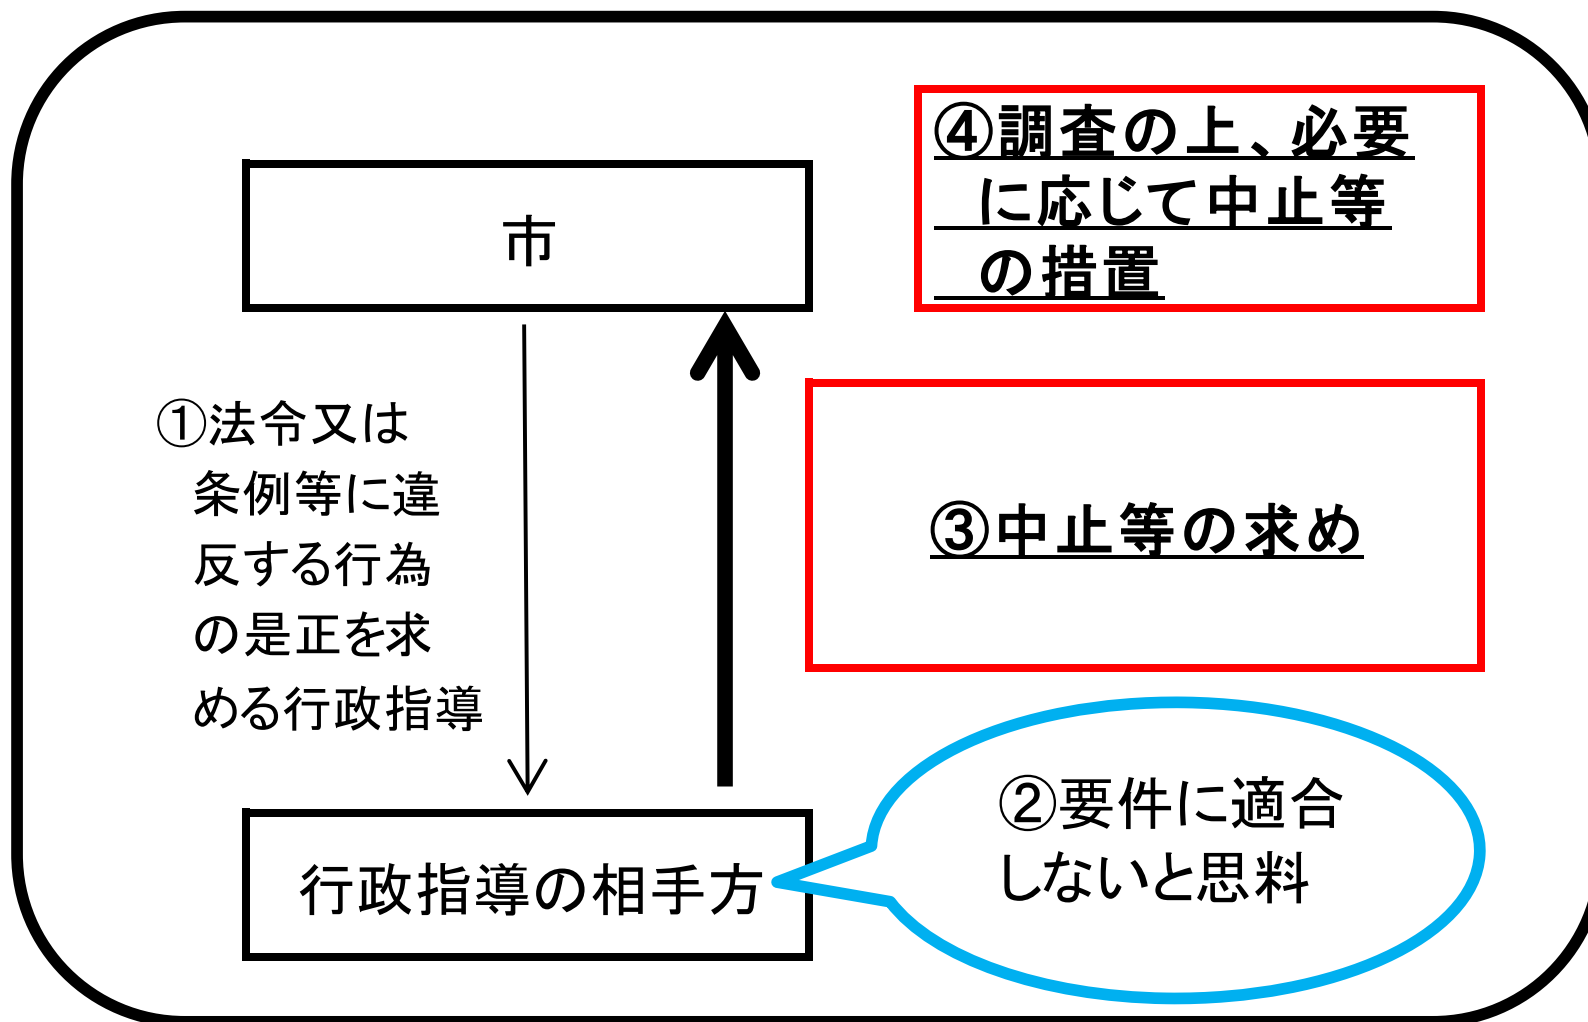 市
④調査の上、必要
に応じて中止等
の措置
①法令又は
条例等に違
反する行為
の是正を求
める行政指導
③中止等の求め
②要件に適合
しないと思料
行政指導の相手方